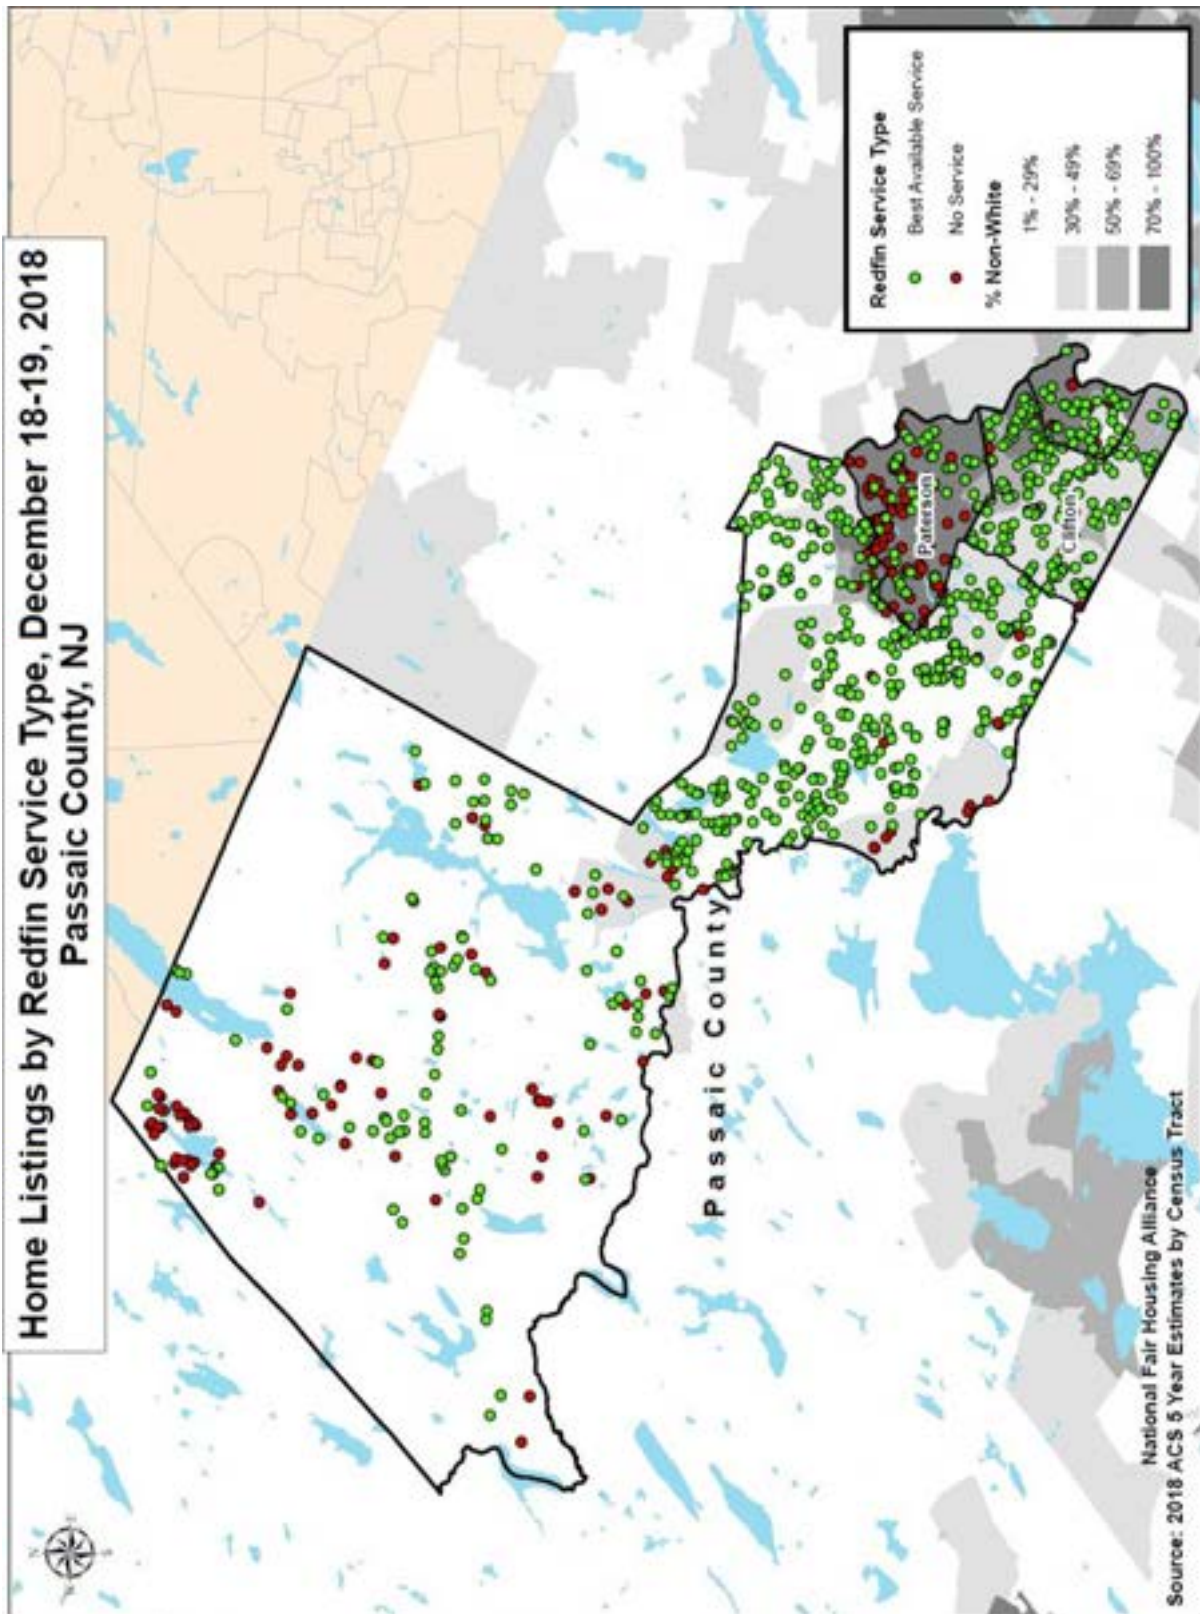 Home Listings by Redfin Service Type, December 18-19, 2018
Passaic County, NJ
Redfin Service Type
Best Available Service
No Service
% Non-White
1% - 29%
30% - 49%
50% - 69%
70% - 100%
Paterson
Clifton
Passaic County
National Fair Housing Alliance
Source: 2018 ACS 5 Year Estimates by Census Tract